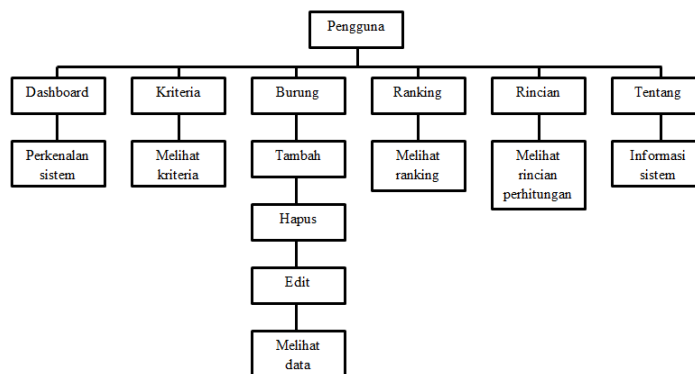 Pengguna
Dashboard
Kriteria
Burung
Ranking
Rincian
Tentang
Perkenalan
sistem
Melihat
kriteria
Tambah
Melihat
ranking
Melihat
rincian
perhitungan
Informasi
sistem
Hapus
Edit
Melihat
data